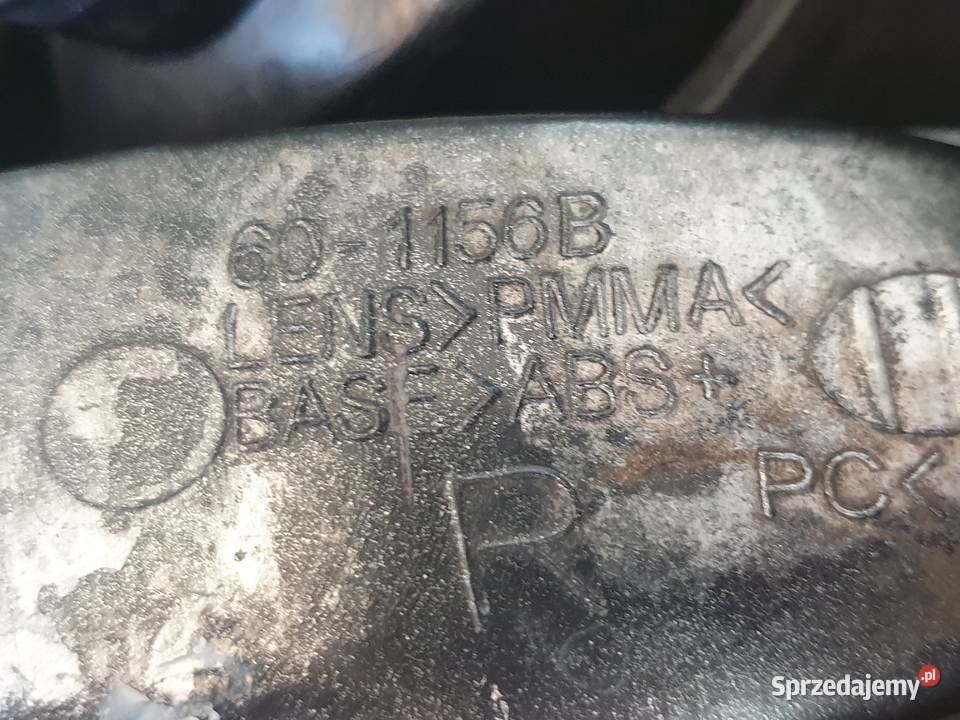 60-1156B
LENS>PMMA<
BASE>ABS+
PC<
R
Sprzedajemy.pl